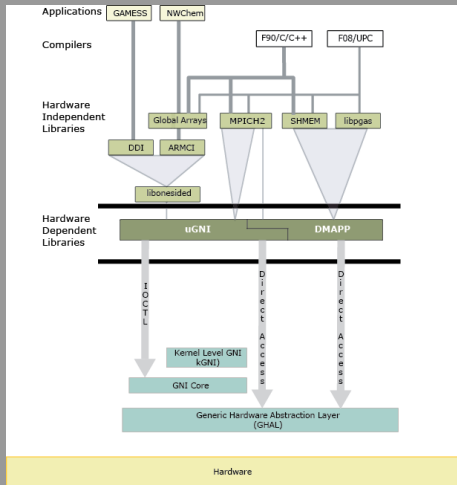 Applications
GAMESS
NWChem
Compilers
F90/C/C++
F08/UPC
Hardware
Independent
Libraries
Global Arrays
MPICH2
SHMEM
libpgas
DDI
ARMCI
libonesided
Hardware
Dependent
Libraries
uGNI
DMAPP
IOCTL
Direct Access
Direct Access
Kernel Level GNI
kGNI)
GNI Core
Generic Hardware Abstraction Layer
(GHAL)
Hardware